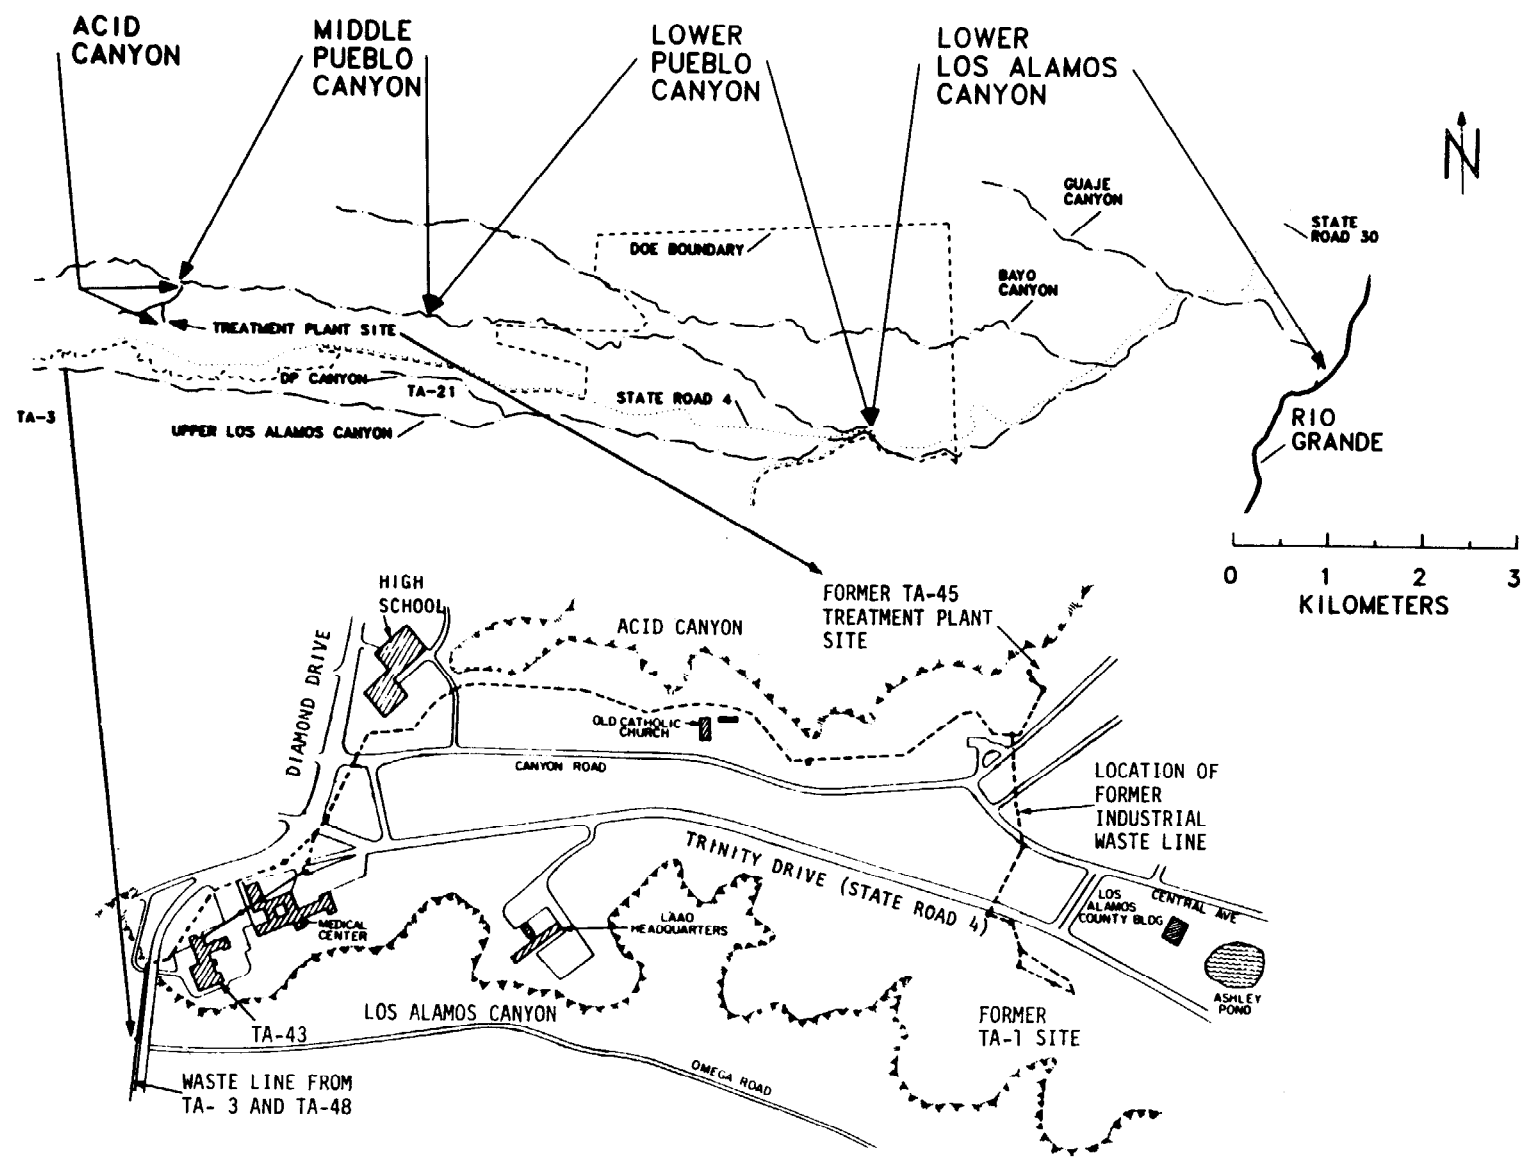 ACID
CANYON
MIDDLE
PUEBLO
CANYON
LOWER
PUEBLO
CANYON
LOWER
LOS ALAMOS
CANYON
N
GUAJE
CANYON
STATE
ROAD 30
DOE BOUNDARY
BAYO
CANYON
TREATMENT PLANT SITE
DP CANYON
TA-21
STATE ROAD 4
TA-3
UPPER LOS ALAMOS CANYON
RIO
GRANDE
0 1 2 3
KILOMETERS
HIGH
SCHOOL
ACID CANYON
FORMER TA-45
TREATMENT PLANT
SITE
DIAMOND DRIVE
OLD CATHOLIC
CHURCH
CANYON ROAD
LOCATION OF
FORMER
INDUSTRIAL
WASTE LINE
TRINITY DRIVE (STATE ROAD 4)
LOS
ALAMOS
COUNTY BLDG
CENTRAL AVE
MEDICAL
CENTER
LAAO
HEADQUARTERS
ASHLEY
POND
LOS ALAMOS CANYON
FORMER
TA-1 SITE
TA-43
OMEGA ROAD
WASTE LINE FROM
TA- 3 AND TA-48